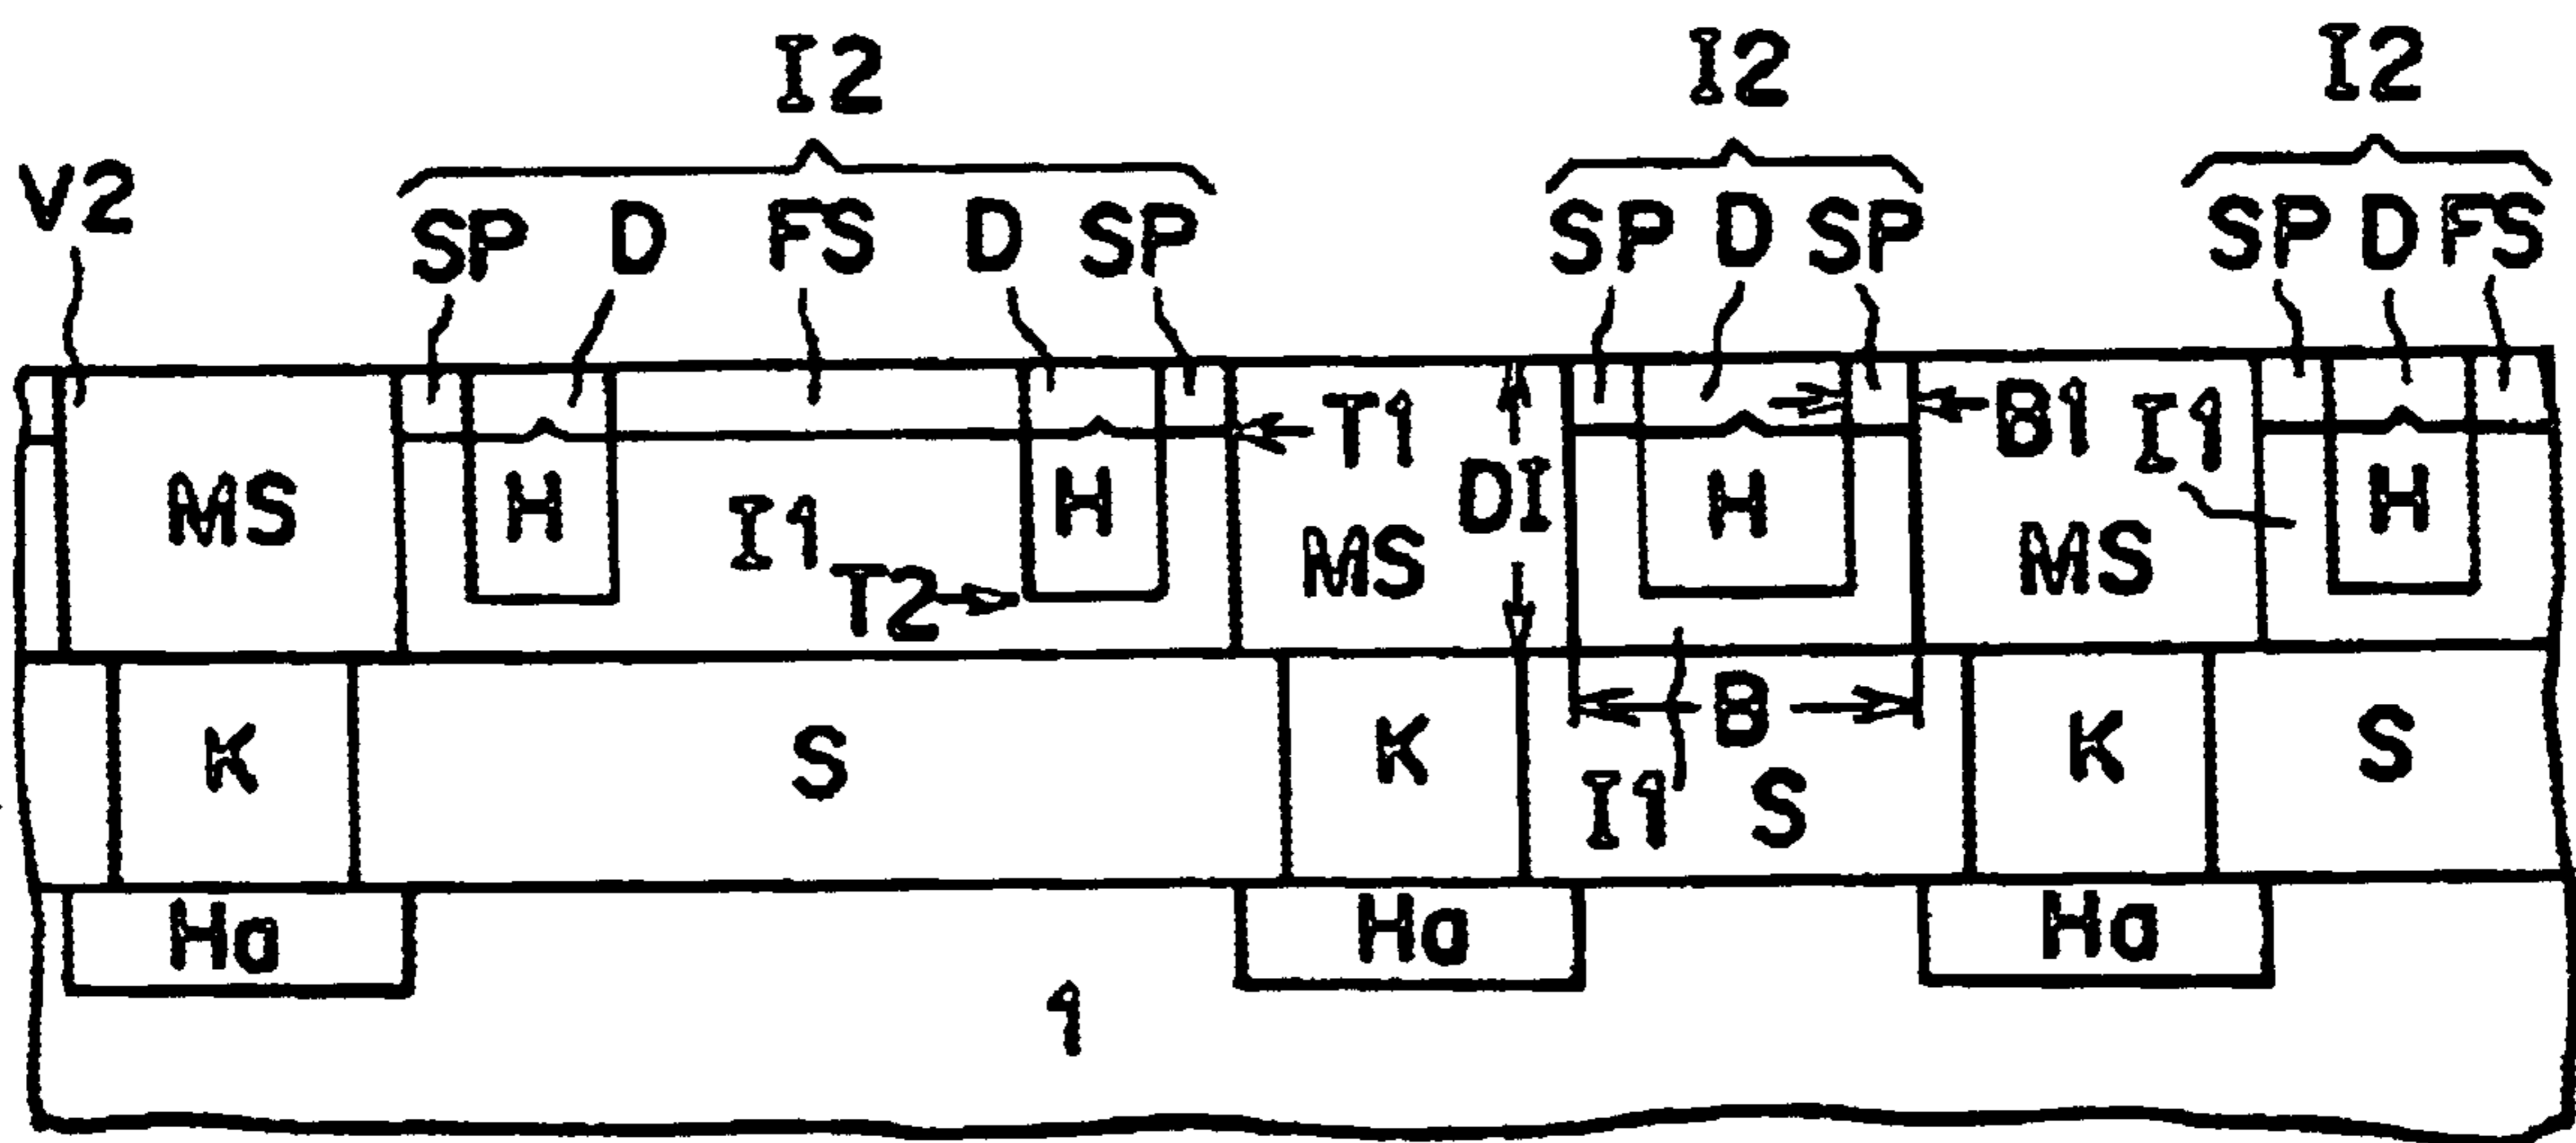 I2 I2 I2
V2 SP D FS D SP SP D SP SP D FS
T1 B1 I1
MS H I1 H MS DI H MS H
T2
K S K B K S
I1 S
Ha Ha Ha
1